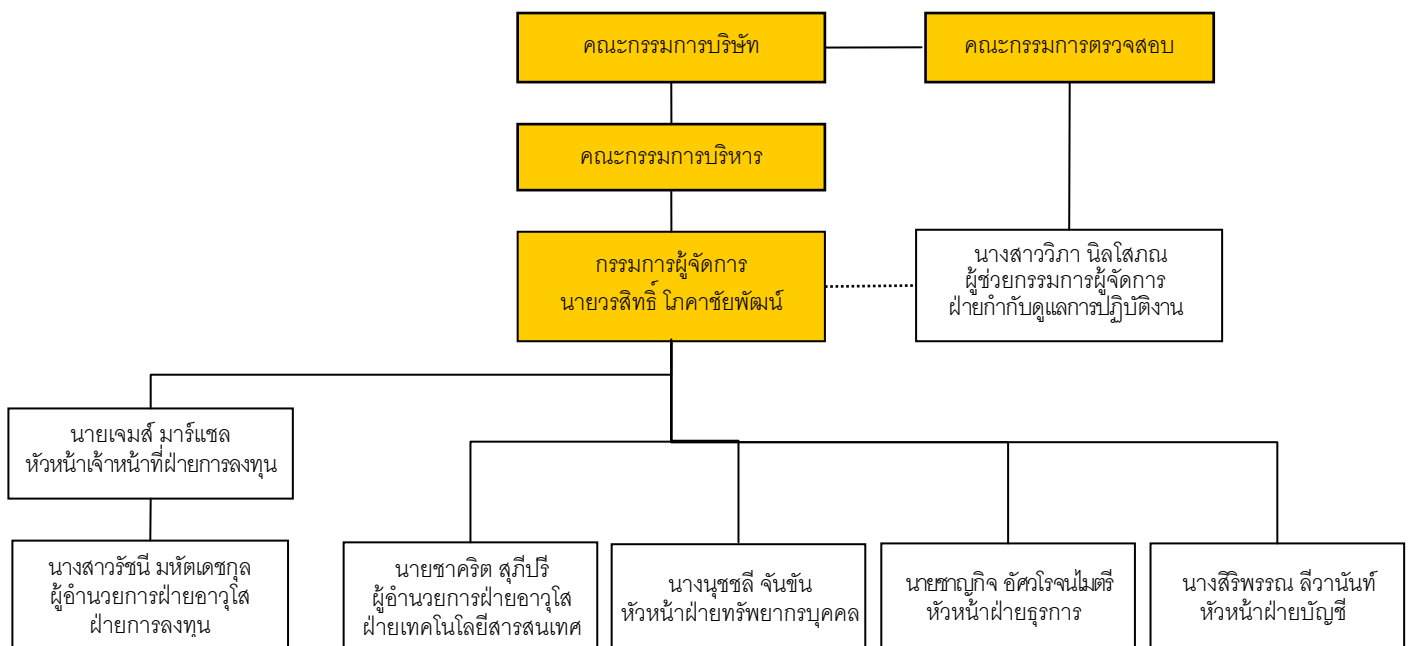 คณะกรรมการบริษัท
คณะกรรมการตรวจสอบ
คณะกรรมการบริหาร
กรรมการผู้จัดการ
นายวรสิทธิ์ โภคาชัยพัฒน์
นางสาววิภา นิลโสภณ
ผู้ช่วยกรรมการผู้จัดการ
ฝ่ายกำกับดูแลการปฏิบัติงาน
นายเจมส์ มาร์แชล
หัวหน้าเจ้าหน้าที่ฝ่ายการลงทุน
นางสาวรัชนี มหัตเดชกุล
ผู้อำนวยการฝ่ายอาวุโส
ฝ่ายการลงทุน
นายชาคริต สุภีปรี
ผู้อำนวยการฝ่ายอาวุโส
ฝ่ายเทคโนโลยีสารสนเทศ
นางนุชชลี จันขัน
หัวหน้าฝ่ายทรัพยากรบุคคล
นายชาญกิจ อัศวโรจนไมตรี
หัวหน้าฝ่ายธุรการ
นางสิริพรรณ ลีวานันท์
หัวหน้าฝ่ายบัญชี